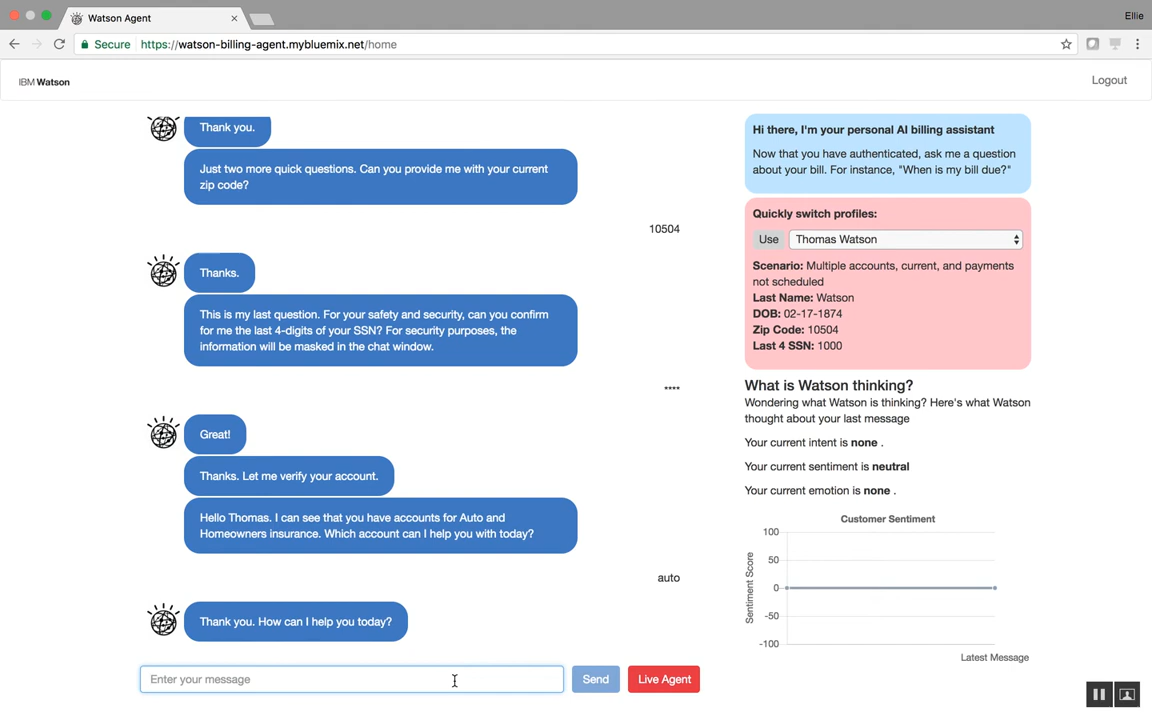 Watson Agent
Ellie
Secure https://watson-billing-agent.mybluemix.net/home
IBM Watson
Logout
Thank you.
Just two more quick questions. Can you provide me with your current
zip code?
10504
Thanks.
This is my last question. For your safety and security, can you confirm
for me the last 4-digits of your SSN? For security purposes, the
information will be masked in the chat window.
****
Great!
Thanks. Let me verify your account.
Hello Thomas. I can see that you have accounts for Auto and
Homeowners insurance. Which account can I help you with today?
auto
Thank you. How can I help you today?
Enter your message
Send
Live Agent
Hi there, I'm your personal AI billing assistant
Now that you have authenticated, ask me a question
about your bill. For instance, "When is my bill due?"
Quickly switch profiles:
Use Thomas Watson
Scenario: Multiple accounts, current, and payments
not scheduled
Last Name: Watson
DOB: 02-17-1874
Zip Code: 10504
Last 4 SSN: 1000
What is Watson thinking?
Wondering what Watson is thinking? Here's what Watson
thought about your last message
Your current intent is none .
Your current sentiment is neutral
Your current emotion is none .
Customer Sentiment
100
50
0
-50
-100
Sentiment Score
Latest Message